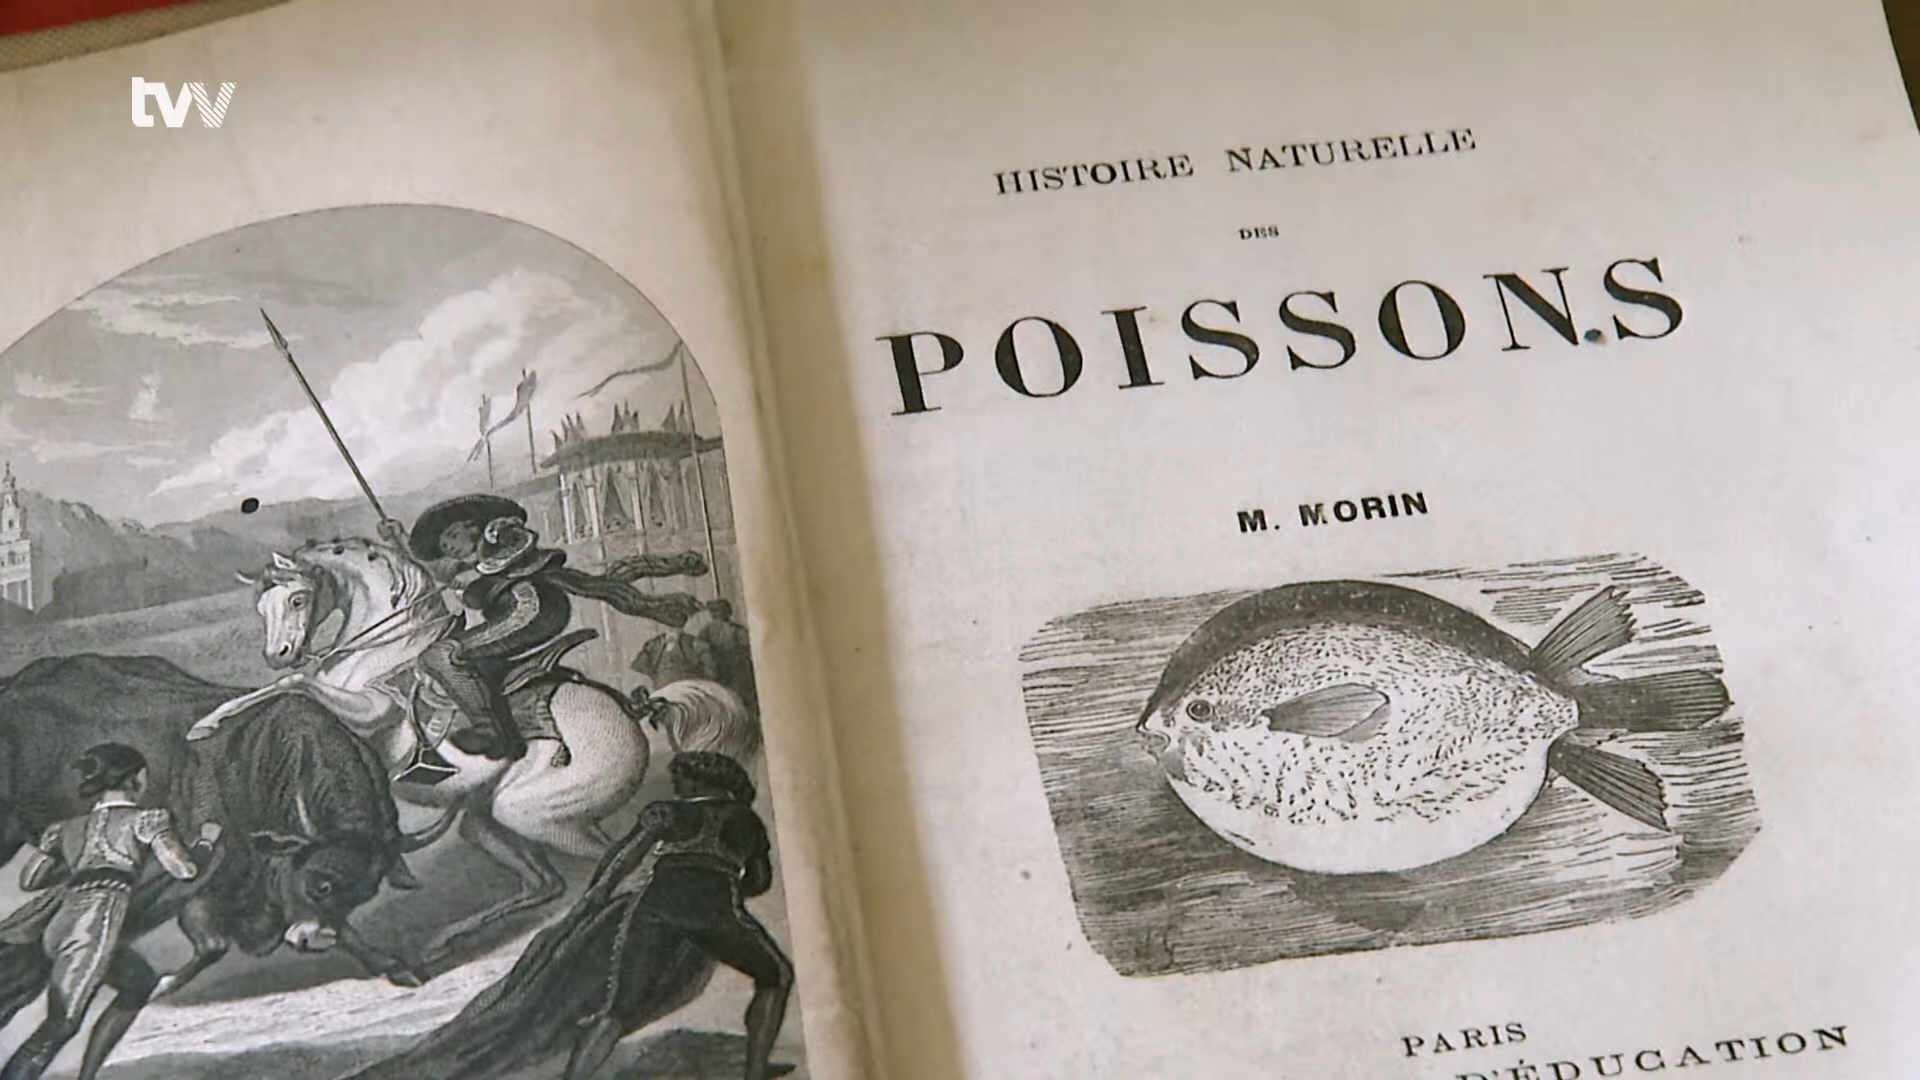 tvv
HISTOIRE NATURELLE
DES
POISSONS
M. MORIN
PARIS
D'ÉDUCATION